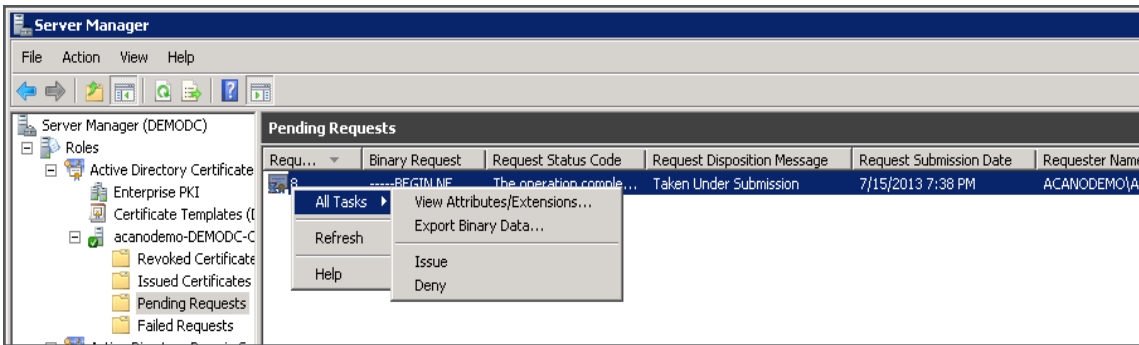 Server Manager
File Action View Help
Server Manager (DEMODC)
Roles
Active Directory Certificate
Enterprise PKI
Certificate Templates (
acanodemo-DEMODC-C
Revoked Certificate
Issued Certificates
Pending Requests
Failed Requests
Pending Requests
Requ... Binary Request Request Status Code Request Disposition Message Request Submission Date Requester Name
8 -----BEGIN NE... The operation comple... Taken Under Submission 7/15/2013 7:38 PM ACANODEMO\A
All Tasks
Refresh
Help
View Attributes/Extensions...
Export Binary Data...
Issue
Deny